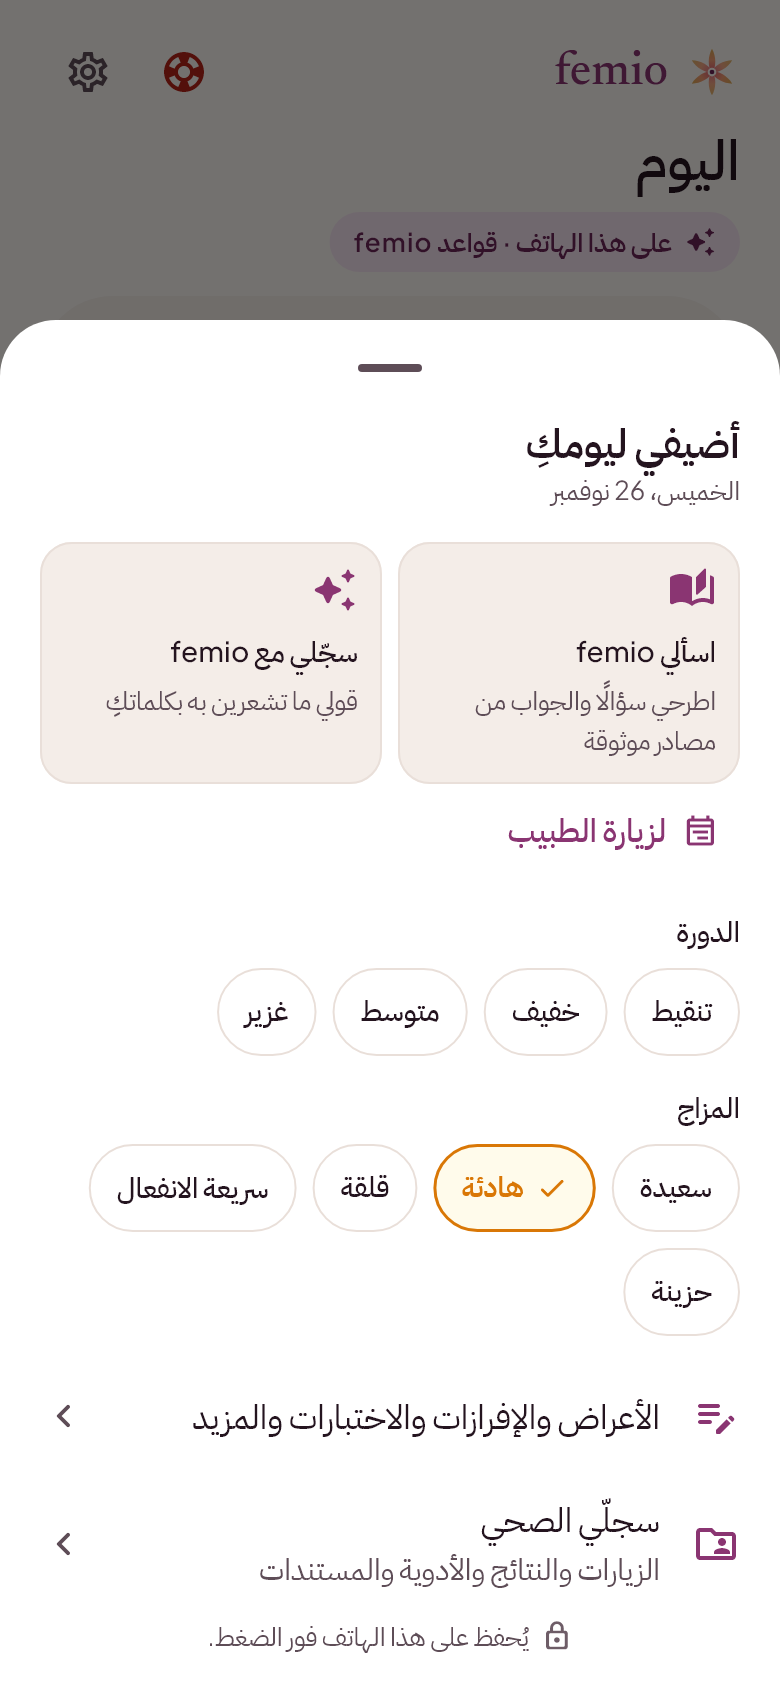 femio
اليوم
على هذا الهاتف · قواعد femio
أضيفي ليومكِ
الخميس، 26 نوفمبر
اسألي femio
اطرحي سؤالًا والجواب من
مصادر موثوقة
سجّلي مع femio
قولي ما تشعرين به بكلماتكِ
لزيارة الطبيب
الدورة
تنقيط
خفيف
متوسط
غزير
المزاج
سعيدة
هادئة
قلقة
سريعة الانفعال
حزينة
الأعراض والإفرازات والاختبارات والمزيد
سجلّي الصحي
الزيارات والنتائج والأدوية والمستندات
يُحفظ على هذا الهاتف فور الضغط.